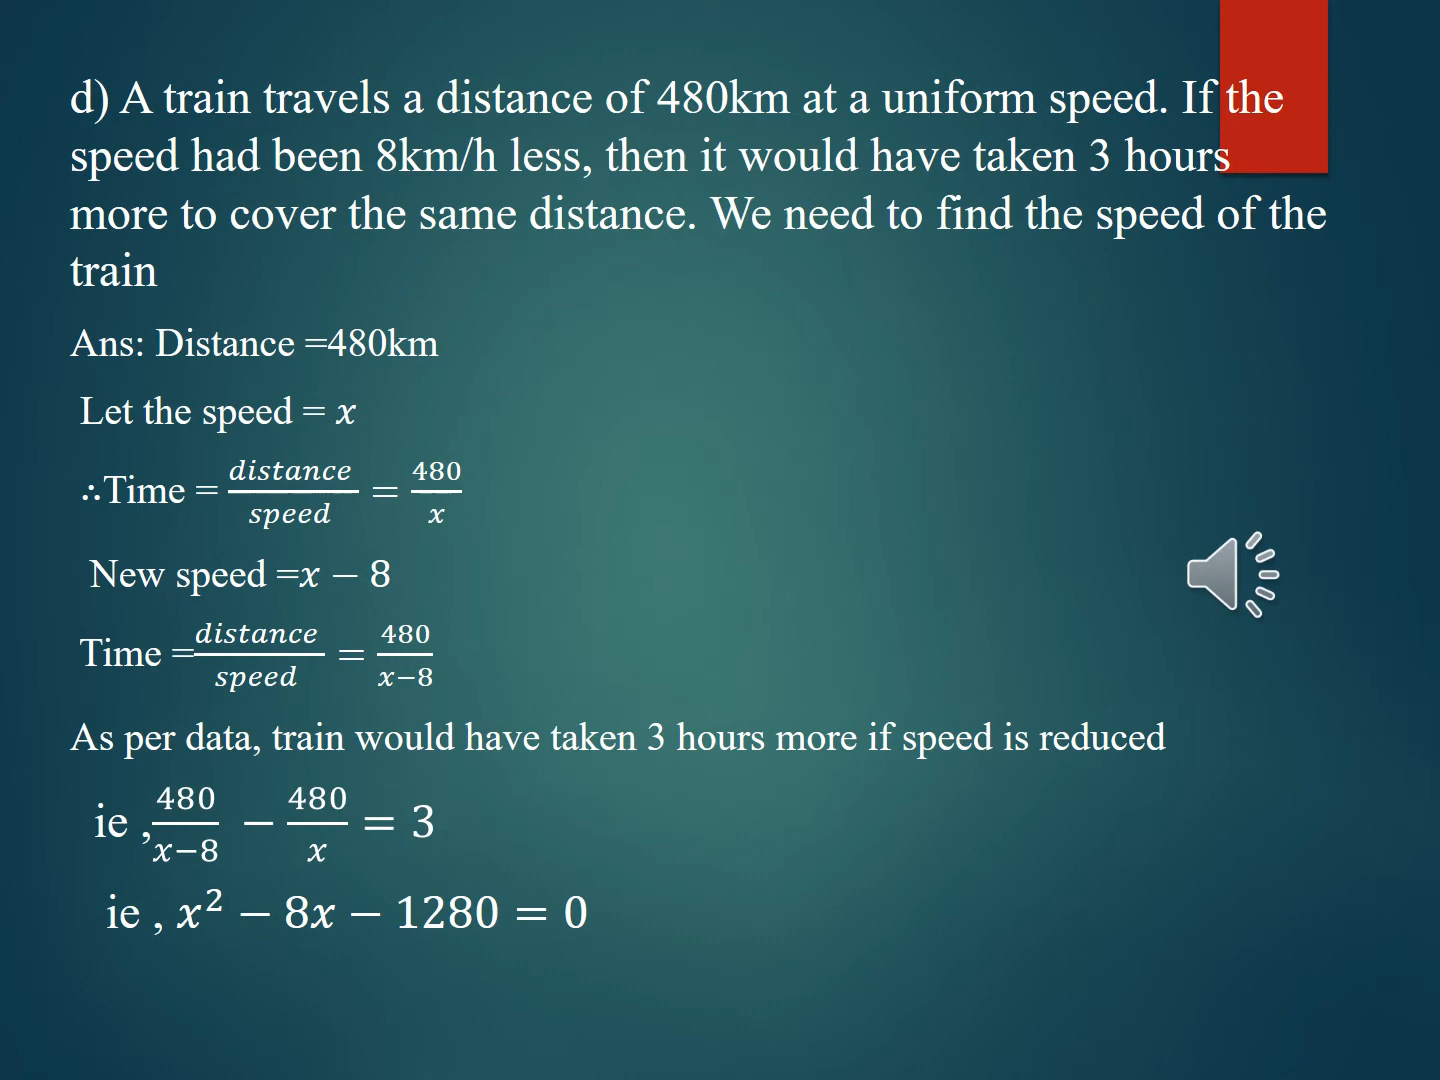 d) A train travels a distance of 480km at a uniform speed. If the
speed had been 8km/h less, then it would have taken 3 hours
more to cover the same distance. We need to find the speed of the
train
Ans: Distance =480km
Let the speed = 𝑥
∴Time = 𝑑𝑖𝑠𝑡𝑎𝑛𝑐𝑒/𝑠𝑝𝑒𝑒𝑑 = 480/𝑥
New speed =𝑥 − 8
Time =𝑑𝑖𝑠𝑡𝑎𝑛𝑐𝑒/𝑠𝑝𝑒𝑒𝑑 = 480/𝑥−8
As per data, train would have taken 3 hours more if speed is reduced
ie ,480/𝑥−8 − 480/𝑥 = 3
ie , 𝑥² − 8𝑥 − 1280 = 0